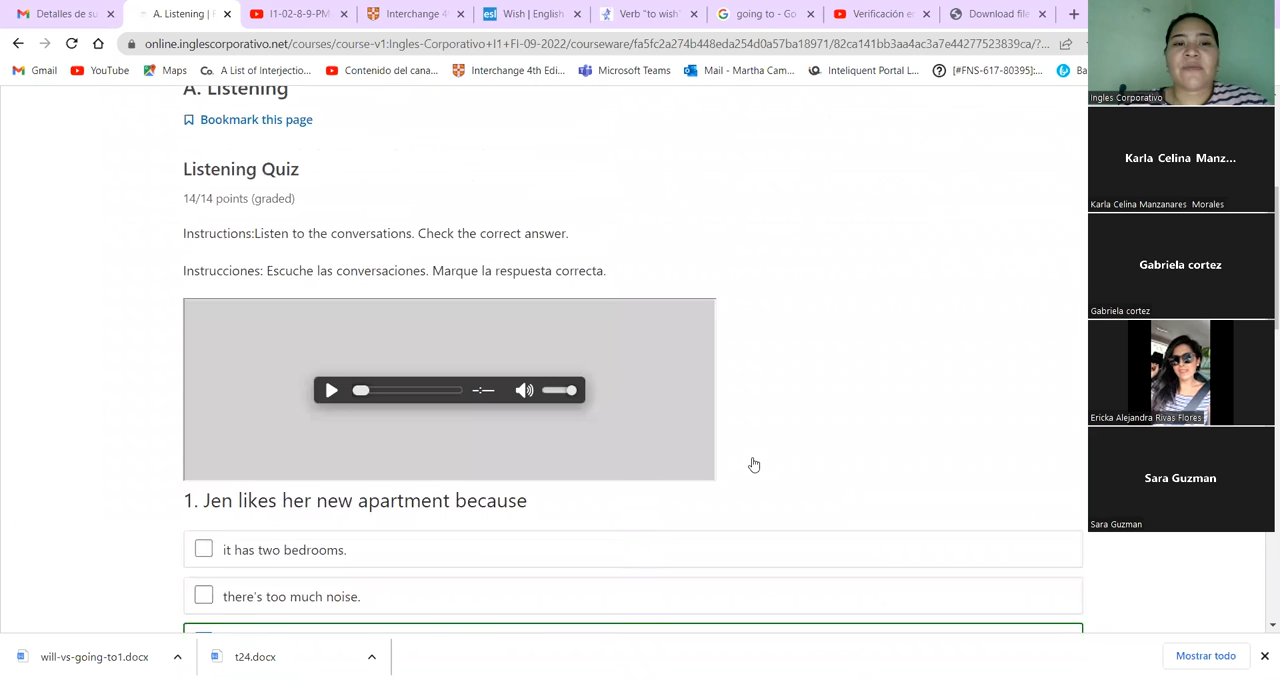 Detalles de su
A. Listening | F
I1-02-8-9-PM
Interchange 4t
Wish | English
Verb "to wish"
going to - Go
Verificación e
Download file
online.inglescorporativo.net/courses/course-v1:Ingles-Corporativo+I1+FI-09-2022/courseware/fa5fc2a274b448eda254d0a57ba18971/82ca141bb3aa4c3a7e44277523839ca/?...
Gmail
YouTube
Maps
A List of Interjectio...
Contenido del cana...
Interchange 4th Edi...
Microsoft Teams
Mail - Martha Cam...
Inteliquent Portal L...
[#FNS-617-80395]:...
Ba
A. Listening
Bookmark this page
Listening Quiz
14/14 points (graded)
Instructions:Listen to the conversations. Check the correct answer.
Instrucciones: Escuche las conversaciones. Marque la respuesta correcta.
-:--
1. Jen likes her new apartment because
it has two bedrooms.
there's too much noise.
will-vs-going-to1.docx
t24.docx
Mostrar todo
Ingles Corporativo
Karla Celina Manz...
Karla Celina Manzanares Morales
Gabriela cortez
Gabriela cortez
Ericka Alejandra Rivas Flores
Sara Guzman
Sara Guzman